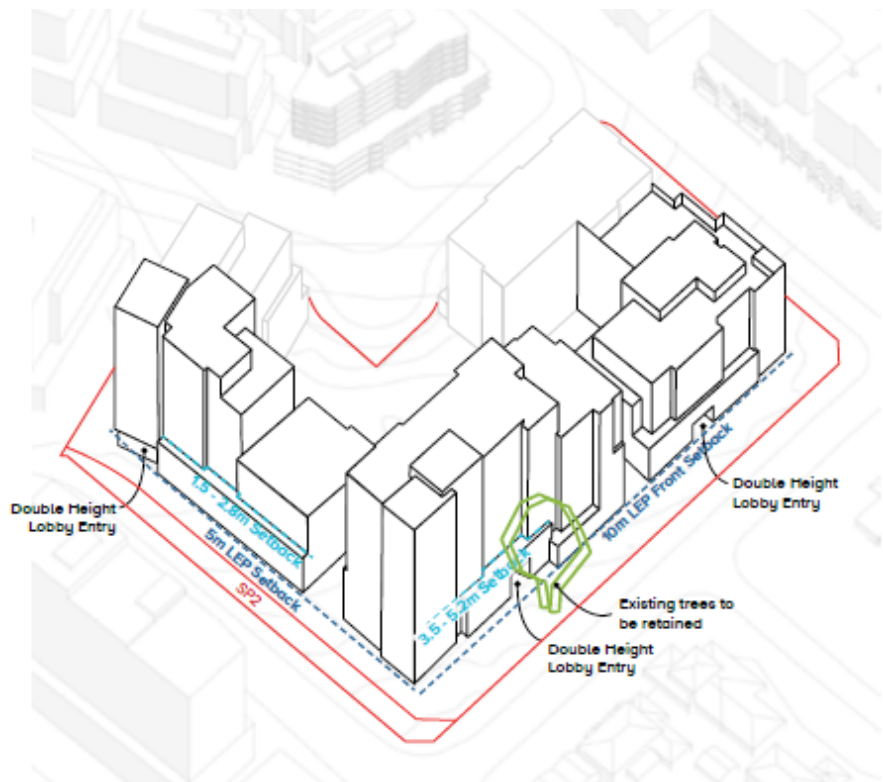 Double Height
Lobby Entry
1.5 - 2.8m Setback
5m LEP Setback
SP2
3.5 - 5.2m Setback
10m LEP Front Setback
Double Height
Lobby Entry
Existing trees to
be retained
Double Height
Lobby Entry